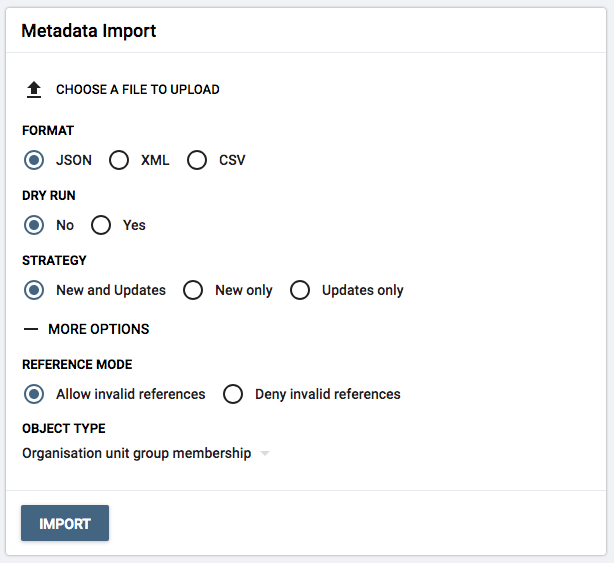 Metadata Import
CHOOSE A FILE TO UPLOAD
FORMAT
JSON XML CSV
DRY RUN
No Yes
STRATEGY
New and Updates New only Updates only
MORE OPTIONS
REFERENCE MODE
Allow invalid references Deny invalid references
OBJECT TYPE
Organisation unit group membership
IMPORT